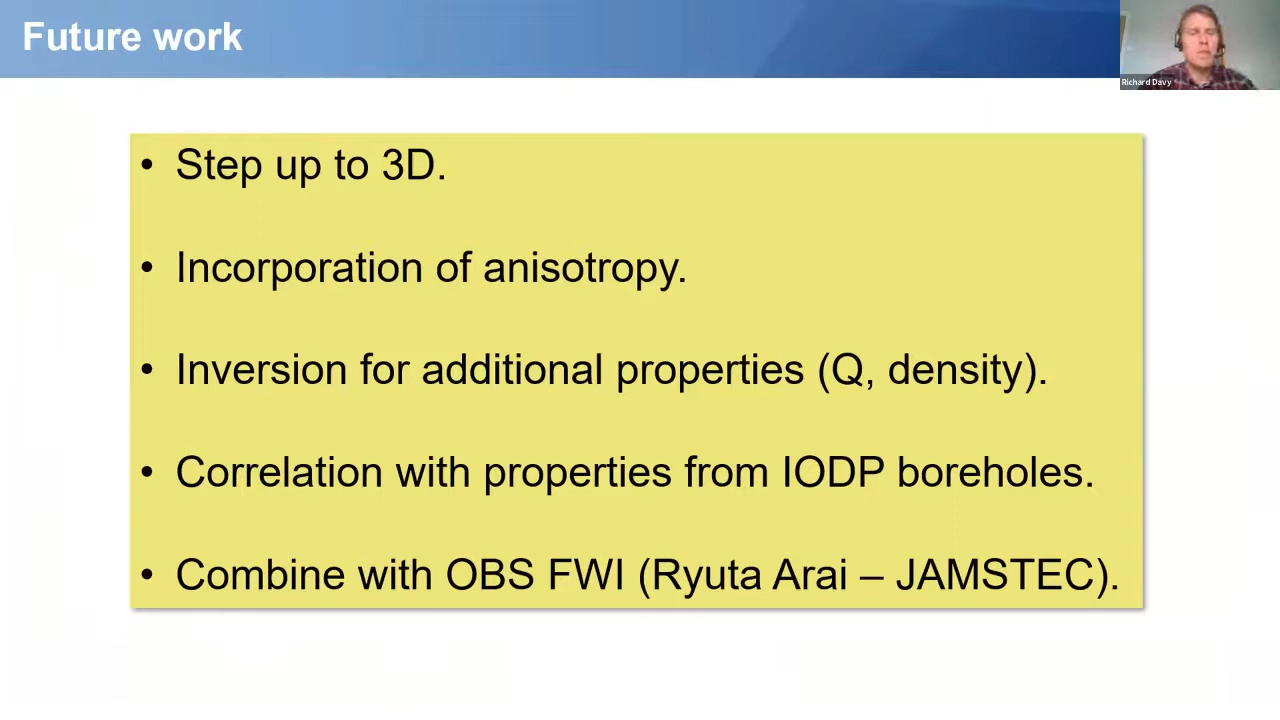 Future work
Richard Davy
• Step up to 3D.
• Incorporation of anisotropy.
• Inversion for additional properties (Q, density).
• Correlation with properties from IODP boreholes.
• Combine with OBS FWI (Ryuta Arai – JAMSTEC).